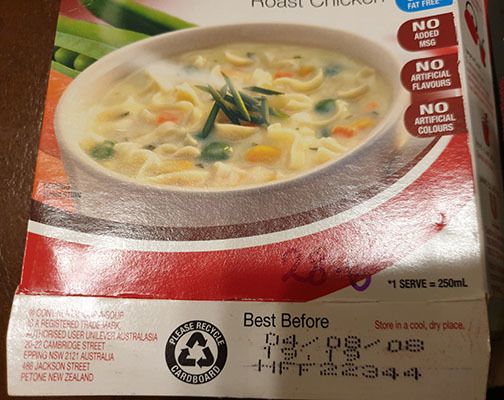 Roast Chicken
FAT FREE
NO
ADDED
MSG
NO
ARTIFICIAL
FLAVOURS
NO
ARTIFICIAL
COLOURS
*1 SERVE = 250mL
A-SOUP
IS A REGISTERED TRADE MARK.
AUTHORISED USER UNILEVER AUSTRALASIA
20-22 CAMBRIDGE STREET
EPPING NSW 2121 AUSTRALIA
486 JACKSON STREET
PETONE NEW ZEALAND
PLEASE RECYCLE
CARDBOARD
Best Before
Store in a cool, dry place.
04/08/08
19:19
HFF22344